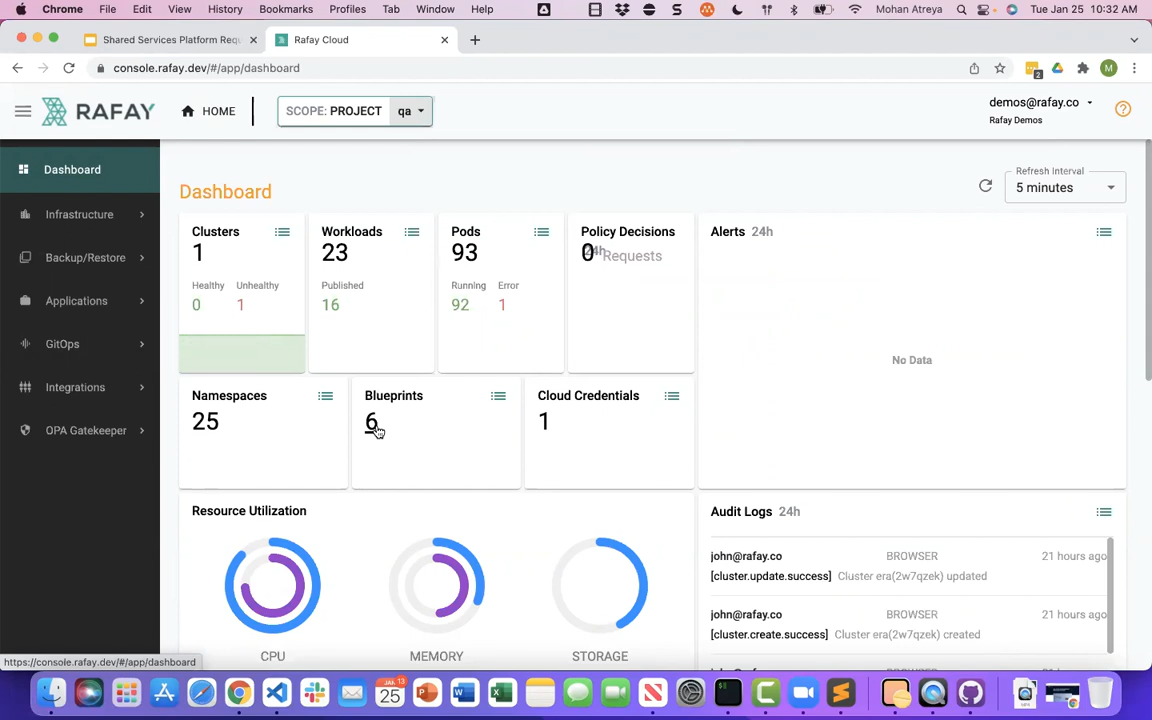 Chrome File Edit View History Bookmarks Profiles Tab Window Help Mohan Atreya Tue Jan 25 10:32 AM
Shared Services Platform Requ Rafay Cloud
console.rafay.dev/#/app/dashboard 2 M
RAFAY HOME SCOPE: PROJECT qa demos@rafay.co
Rafay Demos
Dashboard
Infrastructure
Backup/Restore
Applications
GitOps
Integrations
OPA Gatekeeper
Dashboard
Refresh Interval
5 minutes
Clusters
1
Healthy Unhealthy
0 1
Workloads
23
Published
16
Pods
93
Running Error
92 1
Policy Decisions
24h
0 Requests
Alerts 24h
No Data
Namespaces
25
Blueprints
6
Cloud Credentials
1
Resource Utilization
CPU MEMORY STORAGE
Audit Logs 24h
john@rafay.co BROWSER 21 hours ago
[cluster.update.success] Cluster era(2w7qzek) updated
john@rafay.co BROWSER 21 hours ago
[cluster.create.success] Cluster era(2w7qzek) created
https://console.rafay.dev/#/app/dashboard
JAN 13
25